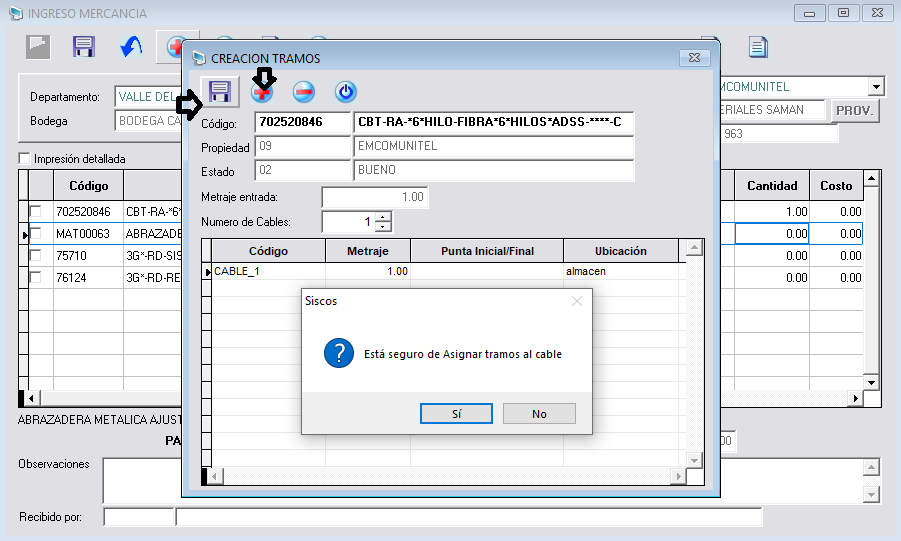 INGRESO MERCANCIA
CREACION TRAMOS
Departamento:
VALLE DEL
Bodega
BODEGA CA
EMCOMUNITEL
ERIALES SAMAN
PROV.
963
Impresión detallada
Código: 702520846 CBT-RA-*6*HILO-FIBRA*6*HILOS*ADSS-****-C
Propiedad 09 EMCOMUNITEL
Estado 02 BUENO
Metraje entrada: 1.00
Numero de Cables: 1
Código Metraje Punta Inicial/Final Ubicación
CABLE_1 1.00 almacen
Siscos
Está seguro de Asignar tramos al cable
Sí No
Código Cantidad Costo
702520846 CBT-RA-*6* 1.00 0.00
MAT00063 ABRAZADE 0.00 0.00
75710 3G*-RD-SIS 0.00 0.00
76124 3G*-RD-RE 0.00 0.00
ABRAZADERA METALICA AJUST
PA
00
Observaciones
Recibido por: